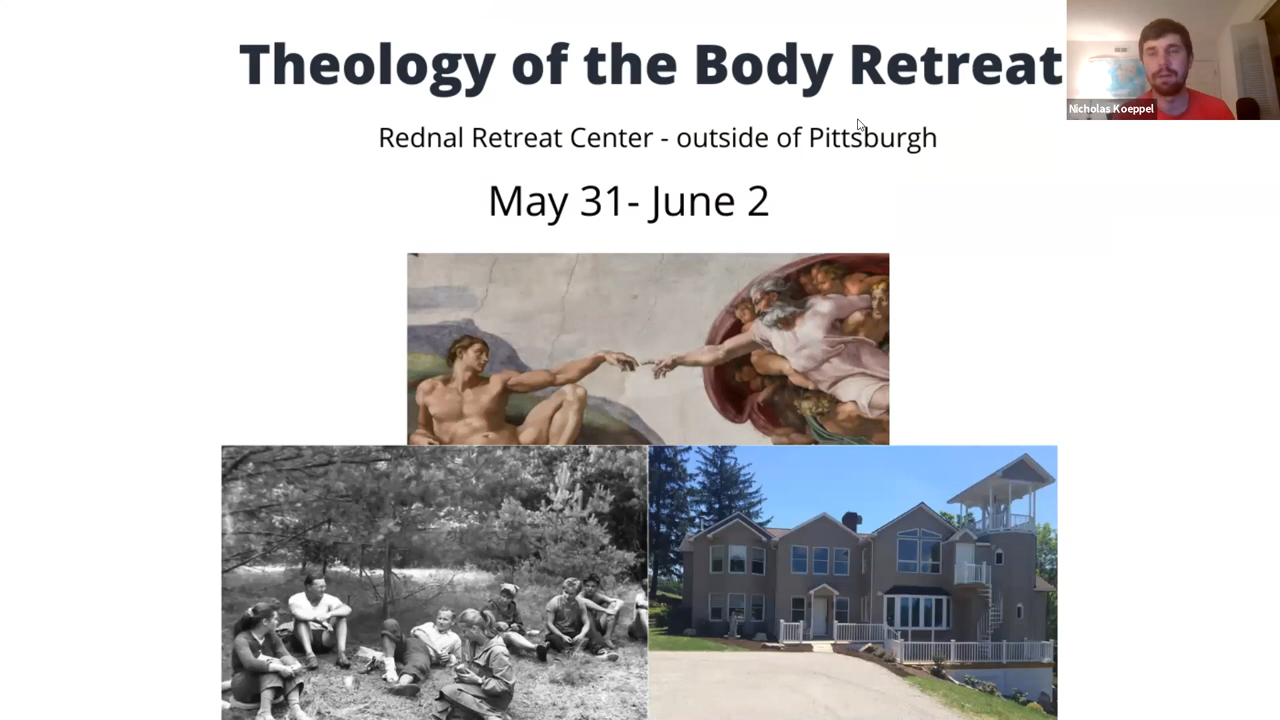 Theology of the Body Retreat
Nicholas Koeppel
Rednal Retreat Center - outside of Pittsburgh
May 31- June 2